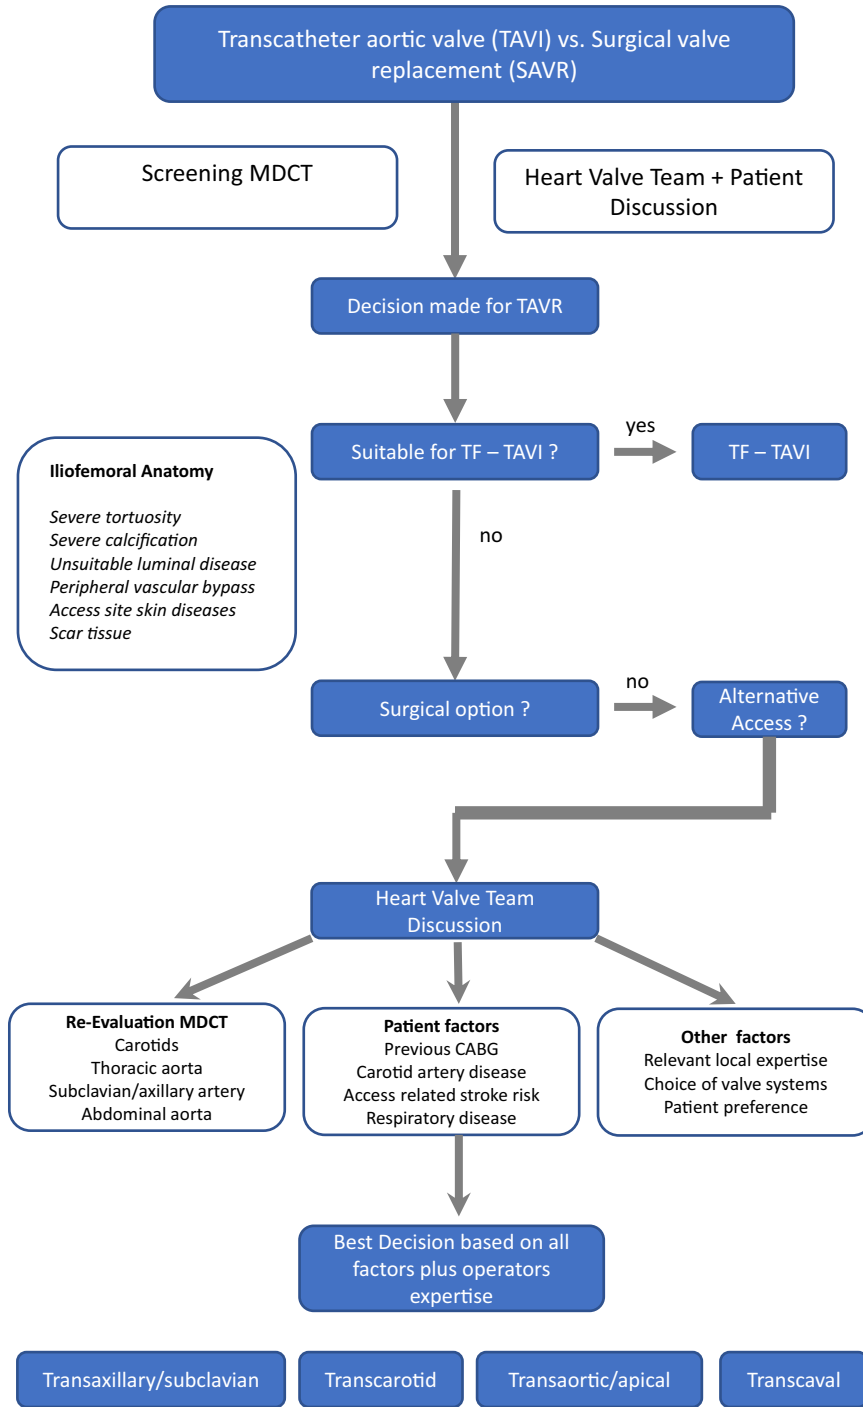 Transcatheter aortic valve (TAVI) vs. Surgical valve
replacement (SAVR)
Screening MDCT
Heart Valve Team + Patient
Discussion
Decision made for TAVR
Suitable for TF – TAVI ?
yes
TF – TAVI
Iliofemoral Anatomy
Severe tortuosity
Severe calcification
Unsuitable luminal disease
Peripheral vascular bypass
Access site skin diseases
Scar tissue
no
Surgical option ?
no
Alternative
Access ?
Heart Valve Team
Discussion
Re-Evaluation MDCT
Carotids
Thoracic aorta
Subclavian/axillary artery
Abdominal aorta
Patient factors
Previous CABG
Carotid artery disease
Access related stroke risk
Respiratory disease
Other factors
Relevant local expertise
Choice of valve systems
Patient preference
Best Decision based on all
factors plus operators
expertise
Transaxillary/subclavian
Transcarotid
Transaortic/apical
Transcaval